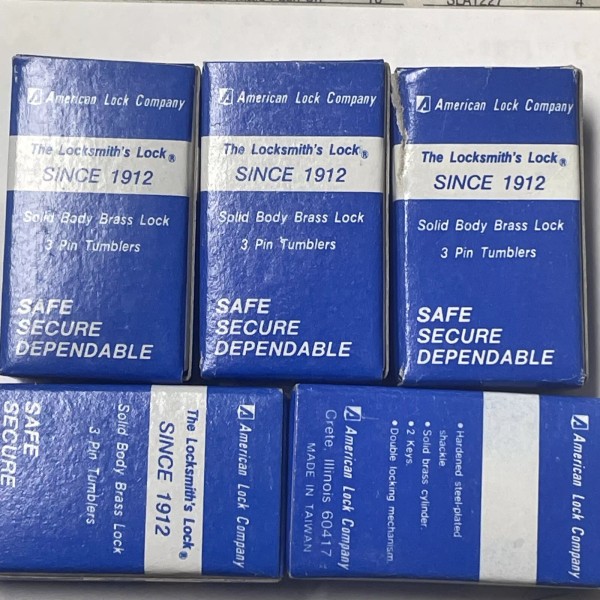 SLA1227 4
American Lock Company
The Locksmith's Lock®
SINCE 1912
Solid Body Brass Lock
3 Pin Tumblers
SAFE
SECURE
DEPENDABLE
American Lock Company
The Locksmith's Lock®
SINCE 1912
Solid Body Brass Lock
3 Pin Tumblers
SAFE
SECURE
DEPENDABLE
American Lock Company
The Locksmith's Lock®
SINCE 1912
Solid Body Brass Lock
3 Pin Tumblers
SAFE
SECURE
DEPENDABLE
American Lock Company
The Locksmith's Lock®
SINCE 1912
Solid Body Brass Lock
3 Pin Tumblers
SAFE
SECURE
American Lock Company
• Hardened steel-plated
shackle
• Solid brass cylinder.
• 2 Keys.
• Double locking mechanism.
American Lock Company
Crete, Illinois 60417
MADE IN TAIWAN